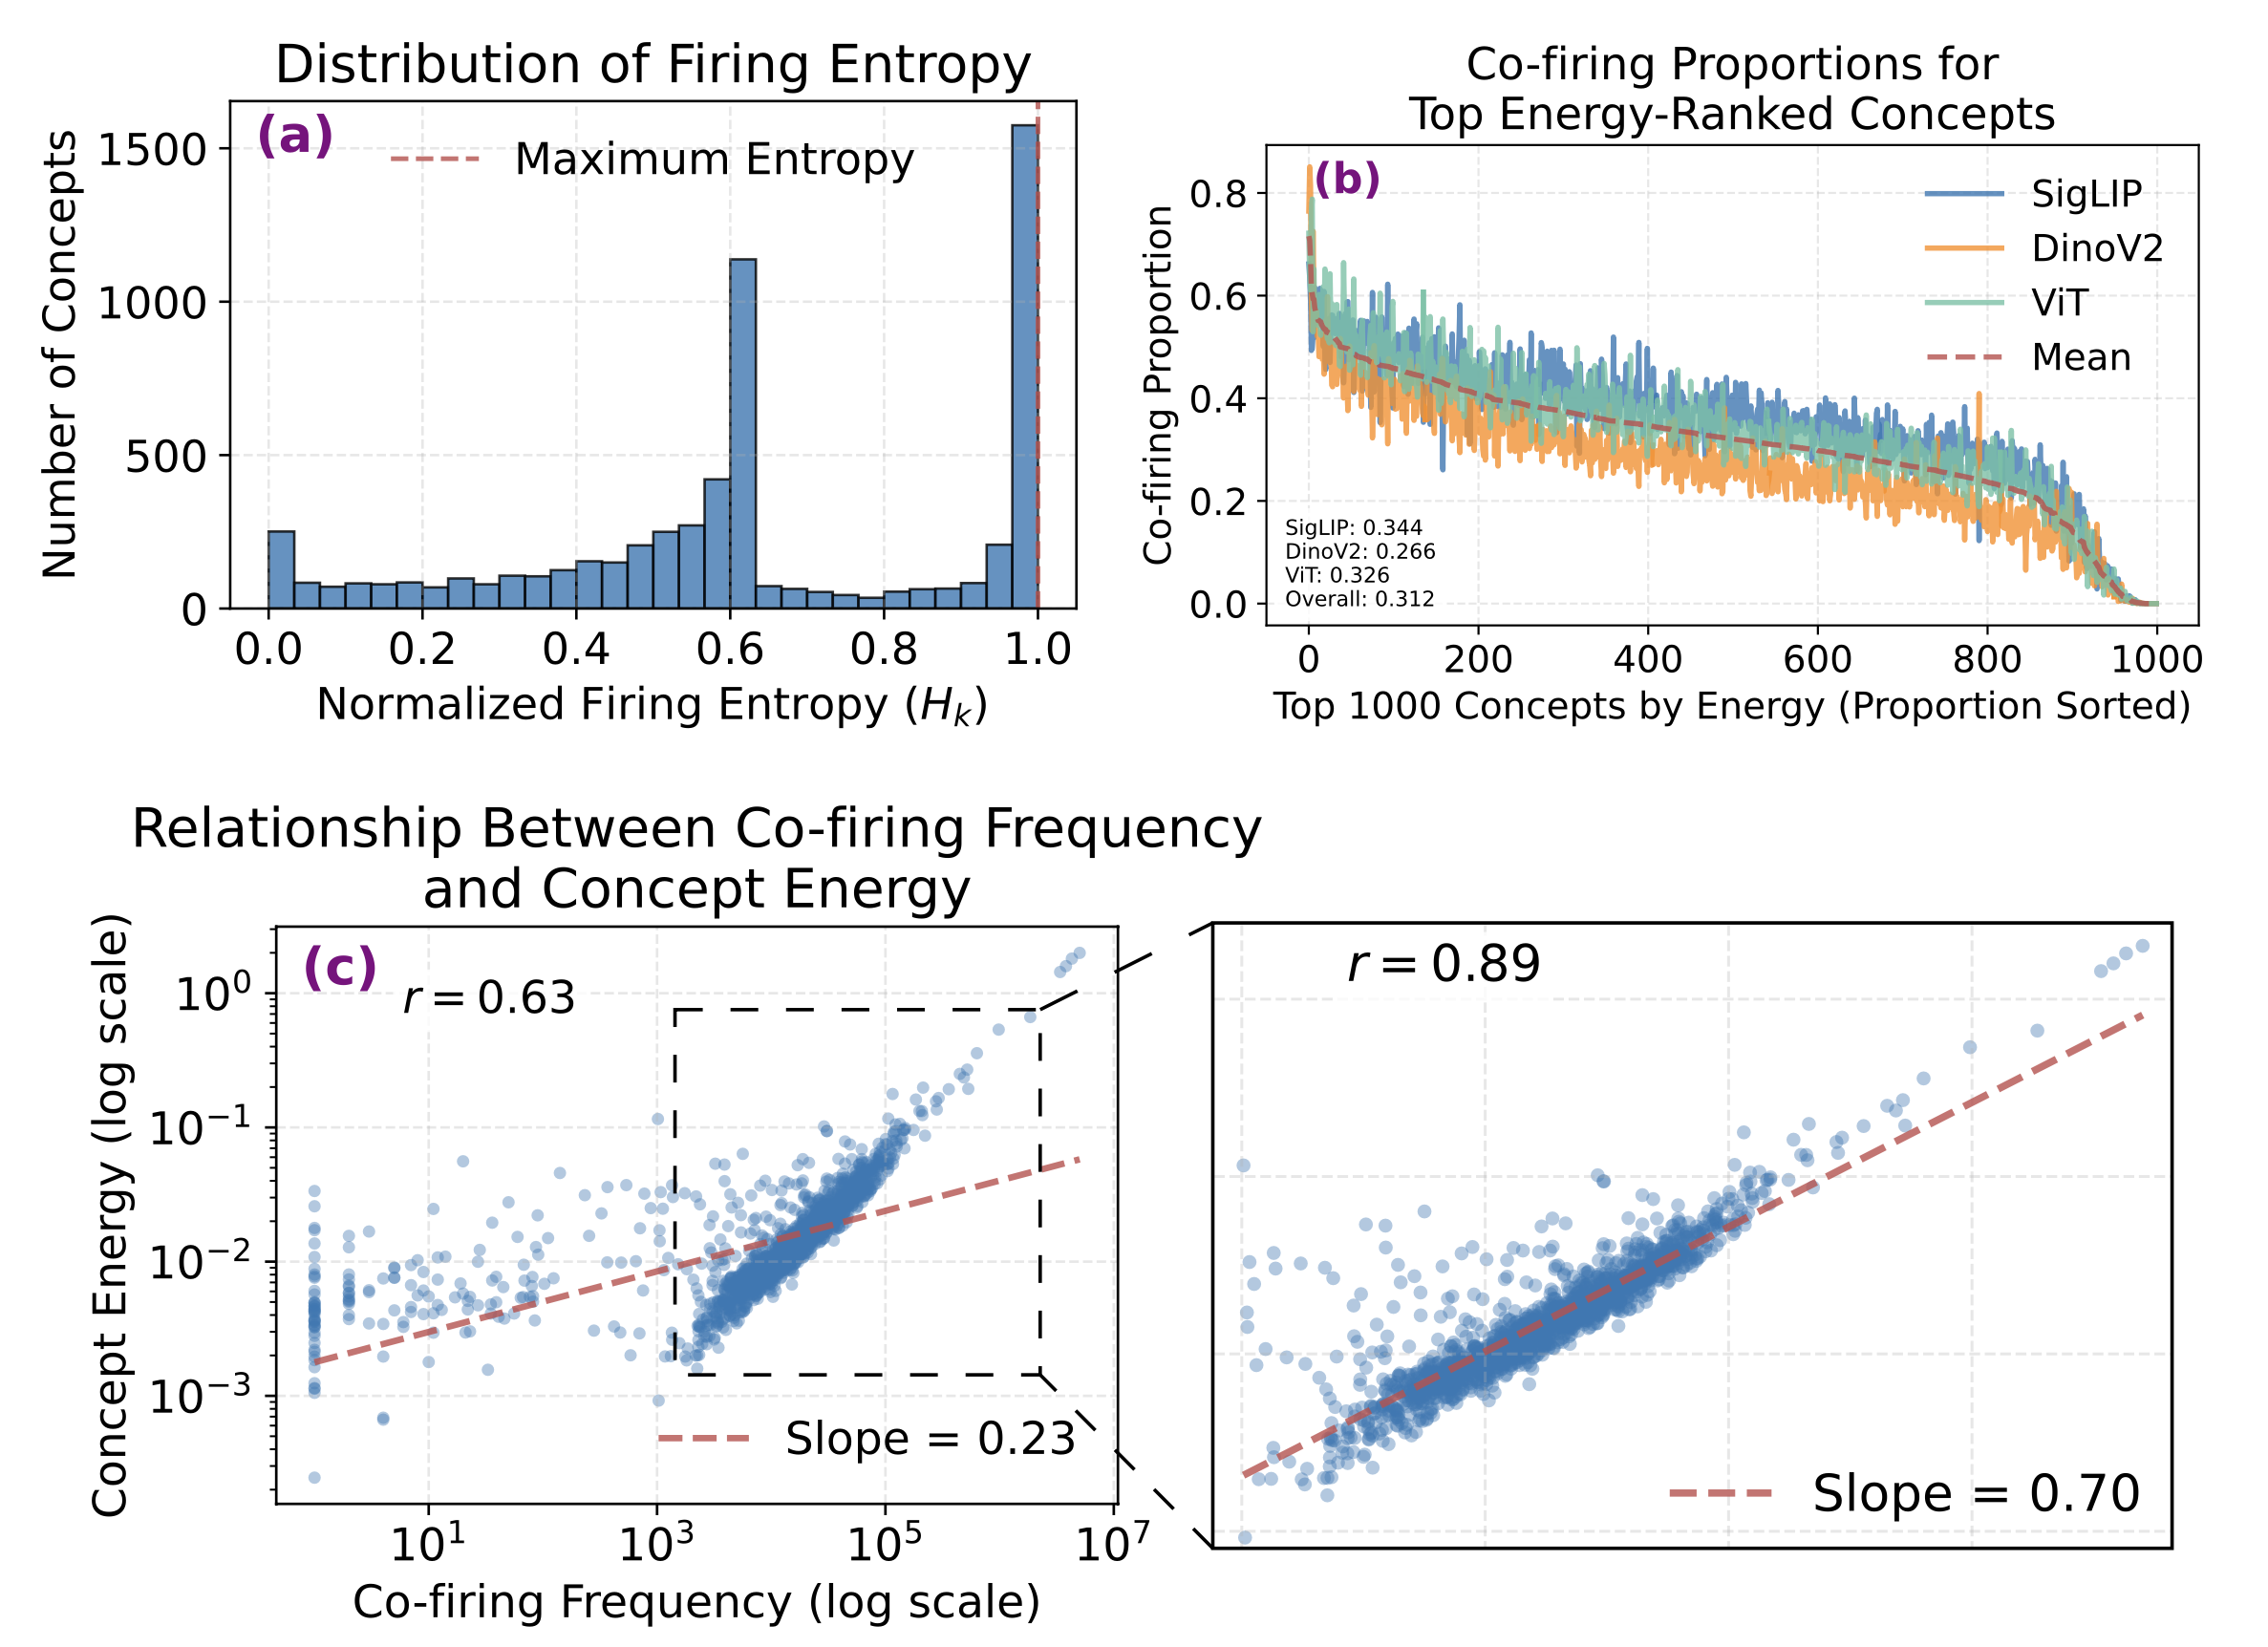 Distribution of Firing Entropy
(a)
Maximum Entropy
Number of Concepts
1500
1000
500
0
0.0 0.2 0.4 0.6 0.8 1.0
Normalized Firing Entropy (Hₖ)
Co-firing Proportions for
Top Energy-Ranked Concepts
(b)
SigLIP
DinoV2
ViT
Mean
Co-firing Proportion
0.8
0.6
0.4
0.2
0.0
SigLIP: 0.344
DinoV2: 0.266
ViT: 0.326
Overall: 0.312
0 200 400 600 800 1000
Top 1000 Concepts by Energy (Proportion Sorted)
Relationship Between Co-firing Frequency
and Concept Energy
(c)
r = 0.63
Concept Energy (log scale)
10⁰
10⁻¹
10⁻²
10⁻³
Slope = 0.23
10¹ 10³ 10⁵ 10⁷
Co-firing Frequency (log scale)
r = 0.89
Slope = 0.70